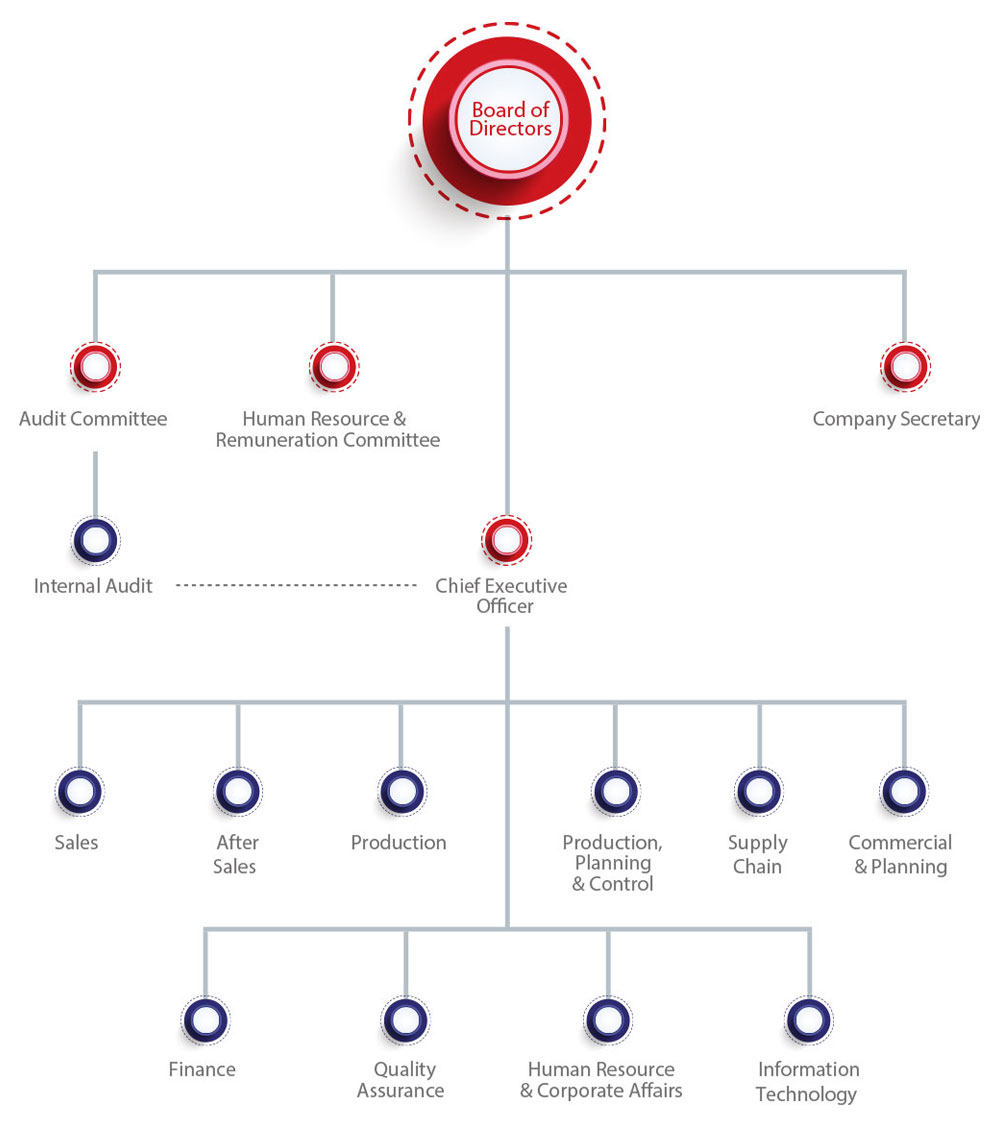 Board of
Directors
Audit Committee
Human Resource &
Remuneration Committee
Company Secretary
Internal Audit
Chief Executive
Officer
Sales
After
Sales
Production
Production,
Planning
& Control
Supply
Chain
Commercial
& Planning
Finance
Quality
Assurance
Human Resource
& Corporate Affairs
Information
Technology